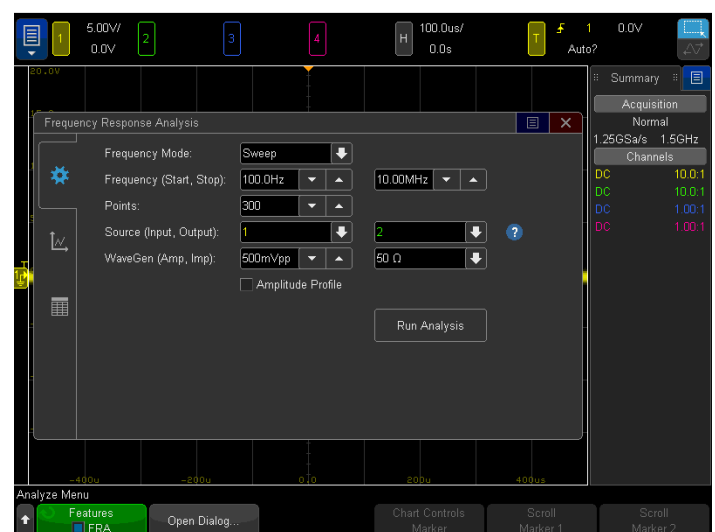 1 5.00V/ 2 3 4 H 100.0us/ T 1 0.0V
0.0V 0.0s Auto?
20.0V
Summary
Acquisition
Normal
1.25GSa/s 1.5GHz
Channels
DC 10.0:1
DC 10.0:1
DC 1.00:1
DC 1.00:1
Frequency Response Analysis
Frequency Mode: Sweep
Frequency (Start, Stop): 100.0Hz 10.00MHz
Points: 300
Source (Input, Output): 1 2 ?
WaveGen (Amp, Imp): 500mVpp 50 Ω
Amplitude Profile
Run Analysis
-400u -200u 0.0 200u 400us
Analyze Menu
Features Open Dialog... Chart Controls Scroll Scroll
FRA Marker Marker 1 Marker 2